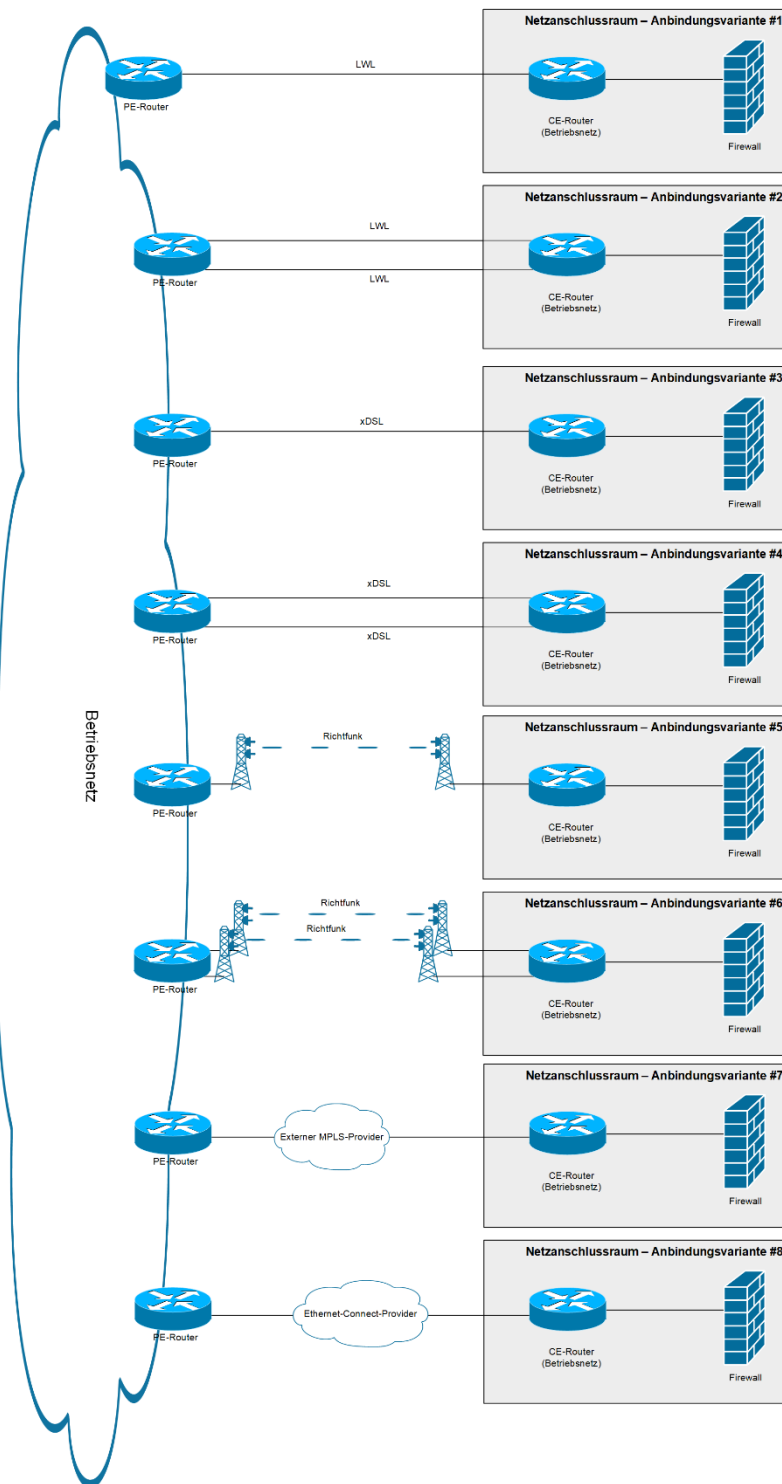 Netzanschlussraum – Anbindungsvariante #1
LWL
PE-Router
CE-Router
(Betriebsnetz)
Firewall
Netzanschlussraum – Anbindungsvariante #2
LWL
LWL
PE-Router
CE-Router
(Betriebsnetz)
Firewall
Netzanschlussraum – Anbindungsvariante #3
xDSL
PE-Router
CE-Router
(Betriebsnetz)
Firewall
Netzanschlussraum – Anbindungsvariante #4
xDSL
xDSL
PE-Router
CE-Router
(Betriebsnetz)
Firewall
Betriebsnetz
Netzanschlussraum – Anbindungsvariante #5
Richtfunk
PE-Router
CE-Router
(Betriebsnetz)
Firewall
Netzanschlussraum – Anbindungsvariante #6
Richtfunk
Richtfunk
PE-Router
CE-Router
(Betriebsnetz)
Firewall
Netzanschlussraum – Anbindungsvariante #7
Externer MPLS-Provider
PE-Router
CE-Router
(Betriebsnetz)
Firewall
Netzanschlussraum – Anbindungsvariante #8
Ethernet-Connect-Provider
PE-Router
CE-Router
(Betriebsnetz)
Firewall